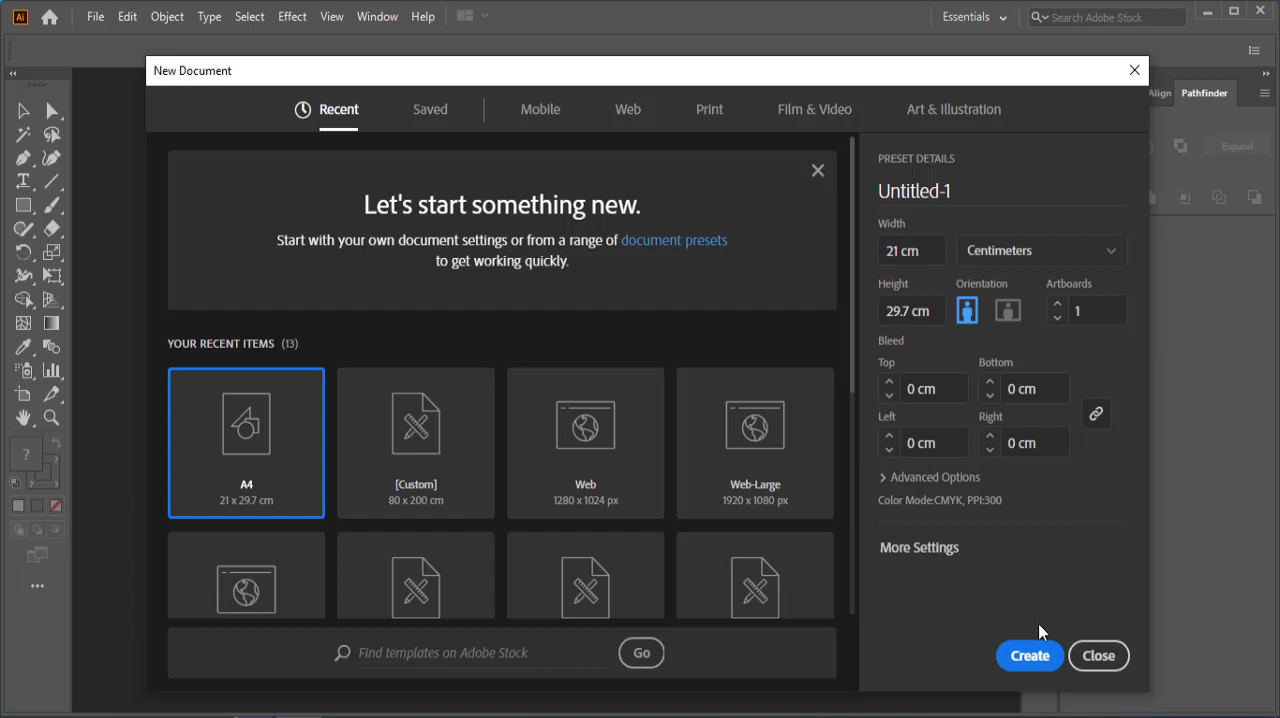 Ai File Edit Object Type Select Effect View Window Help Essentials Search Adobe Stock
New Document
Align Pathfinder
Recent Saved Mobile Web Print Film & Video Art & Illustration
Expand
Let's start something new.
Start with your own document settings or from a range of document presets
to get working quickly.
YOUR RECENT ITEMS (13)
A4
21 x 29.7 cm
[Custom]
80 x 200 cm
Web
1280 x 1024 px
Web-Large
1920 x 1080 px
Find templates on Adobe Stock Go
PRESET DETAILS
Untitled-1
Width
21 cm Centimeters
Height Orientation Artboards
29.7 cm 1
Bleed
Top Bottom
0 cm 0 cm
Left Right
0 cm 0 cm
Advanced Options
Color Mode:CMYK, PPI:300
More Settings
Create Close